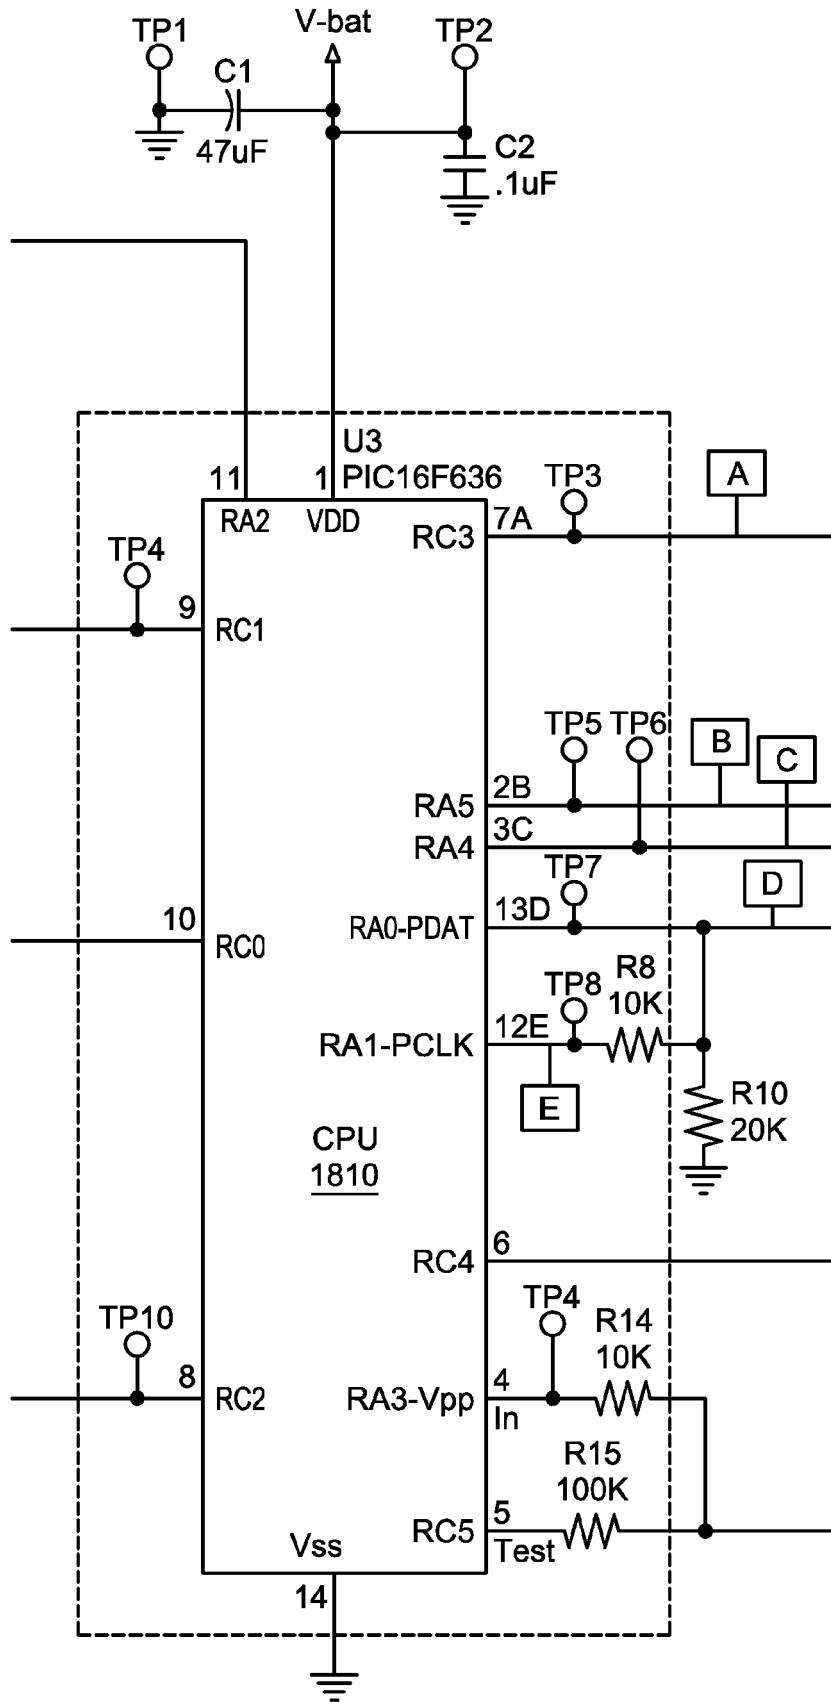 V-bat
TP1
TP2
C1
47uF
C2
.1uF
U3
PIC16F636
11
1
RA2
VDD
TP3
A
7A
RC3
TP4
9
RC1
TP5
TP6
B
C
2B
RA5
3C
RA4
TP7
D
10
RC0
13D
RA0-PDAT
R8
10K
TP8
12E
RA1-PCLK
E
R10
20K
CPU
1810
6
RC4
TP4
R14
10K
TP10
8
RC2
4
RA3-Vpp
In
R15
100K
5
RC5
Test
Vss
14